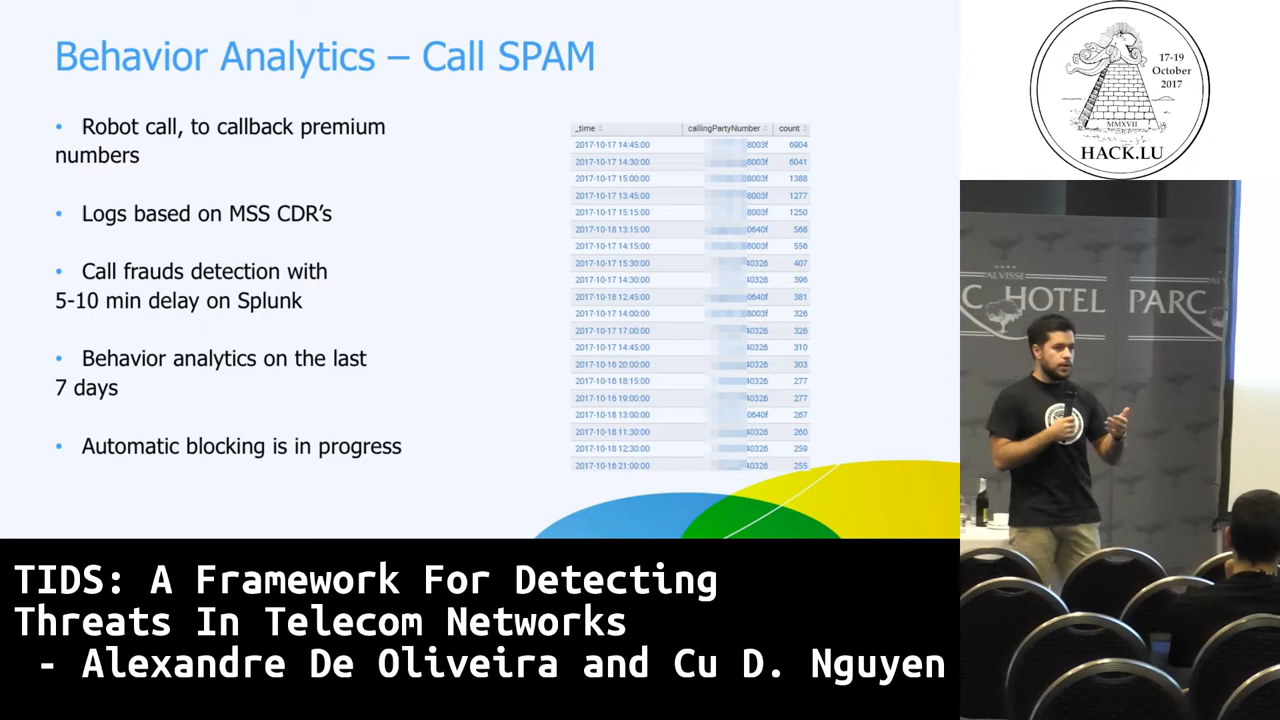 Behavior Analytics – Call SPAM
• Robot call, to callback premium
numbers
• Logs based on MSS CDR's
• Call frauds detection with
5-10 min delay on Splunk
• Behavior analytics on the last
7 days
• Automatic blocking is in progress
_time callingPartyNumber count
2017-10-17 14:45:00 8003f 6904
2017-10-17 14:30:00 8003f 6041
2017-10-17 15:00:00 8003f 1388
2017-10-17 13:45:00 8003f 1277
2017-10-17 15:15:00 8003f 1250
2017-10-18 13:15:00 0640f 568
2017-10-17 14:15:00 8003f 556
2017-10-17 15:30:00 40326 407
2017-10-17 14:30:00 40326 396
2017-10-18 12:45:00 0640f 381
2017-10-17 14:00:00 8003f 326
2017-10-17 17:00:00 40326 326
2017-10-17 14:45:00 40326 310
2017-10-16 20:00:00 40326 303
2017-10-16 18:15:00 40326 277
2017-10-16 19:00:00 40326 277
2017-10-18 13:00:00 0640f 267
2017-10-18 11:30:00 40326 260
2017-10-18 12:30:00 40326 259
2017-10-16 21:00:00 40326 255
17-19
October
2017
MMXVII
HACK.LU
ALVISSE
C HOTEL PARC
TIDS: A Framework For Detecting
Threats In Telecom Networks
- Alexandre De Oliveira and Cu D. Nguyen